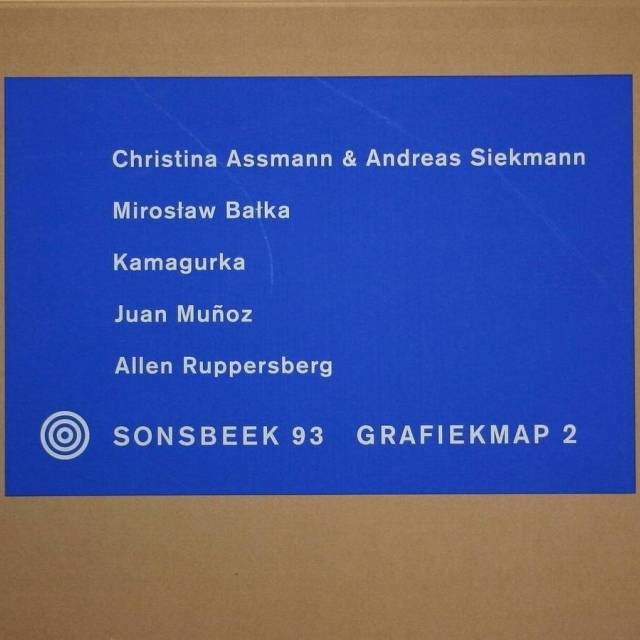 Christina Assmann & Andreas Siekmann
Mirosław Bałka
Kamagurka
Juan Muñoz
Allen Ruppersberg
SONSBEEK 93 GRAFIEKMAP 2